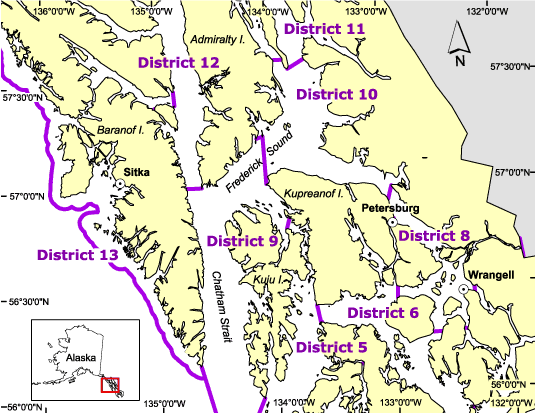 136°0'0"W
135°0'0"W
134°0'0"W
133°0'0"W
132°0'0"W
District 11
Admiralty I.
District 12
N
57°30'0"N
57°30'0"N
District 10
Baranof I.
Frederick Sound
Sitka
57°0'0"N
57°0'0"N
Kupreanof I.
Petersburg
District 9
District 8
District 13
Kuiu I.
Wrangell
Chatham Strait
56°30'0"N
District 6
District 5
Alaska
56°0'0"N
56°0'0"N
135°0'0"W
134°0'0"W
133°0'0"W
132°0'0"W